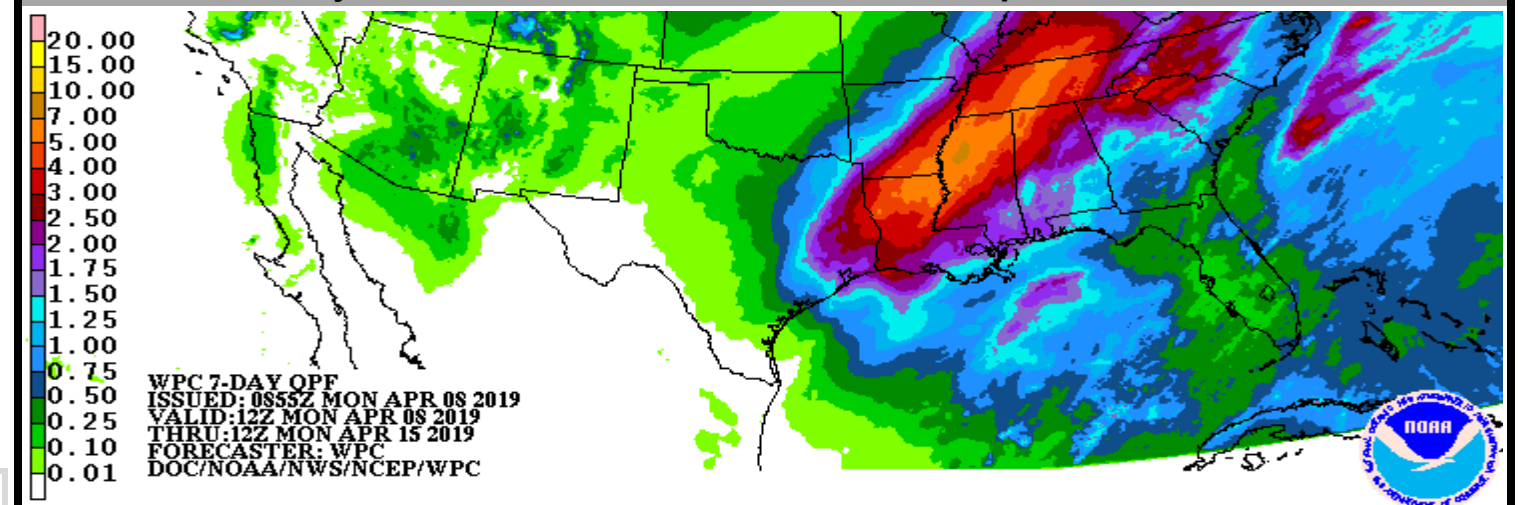 20.00
15.00
10.00
7.00
5.00
4.00
3.00
2.50
2.00
1.75
1.50
1.25
1.00
0.75
0.50
0.25
0.10
0.01
WPC 7-DAY QPF
ISSUED: 0855Z MON APR 08 2019
VALID:12Z MON APR 08 2019
THRU:12Z MON APR 15 2019
FORECASTER: WPC
DOC/NOAA/NWS/NCEP/WPC
NOAA